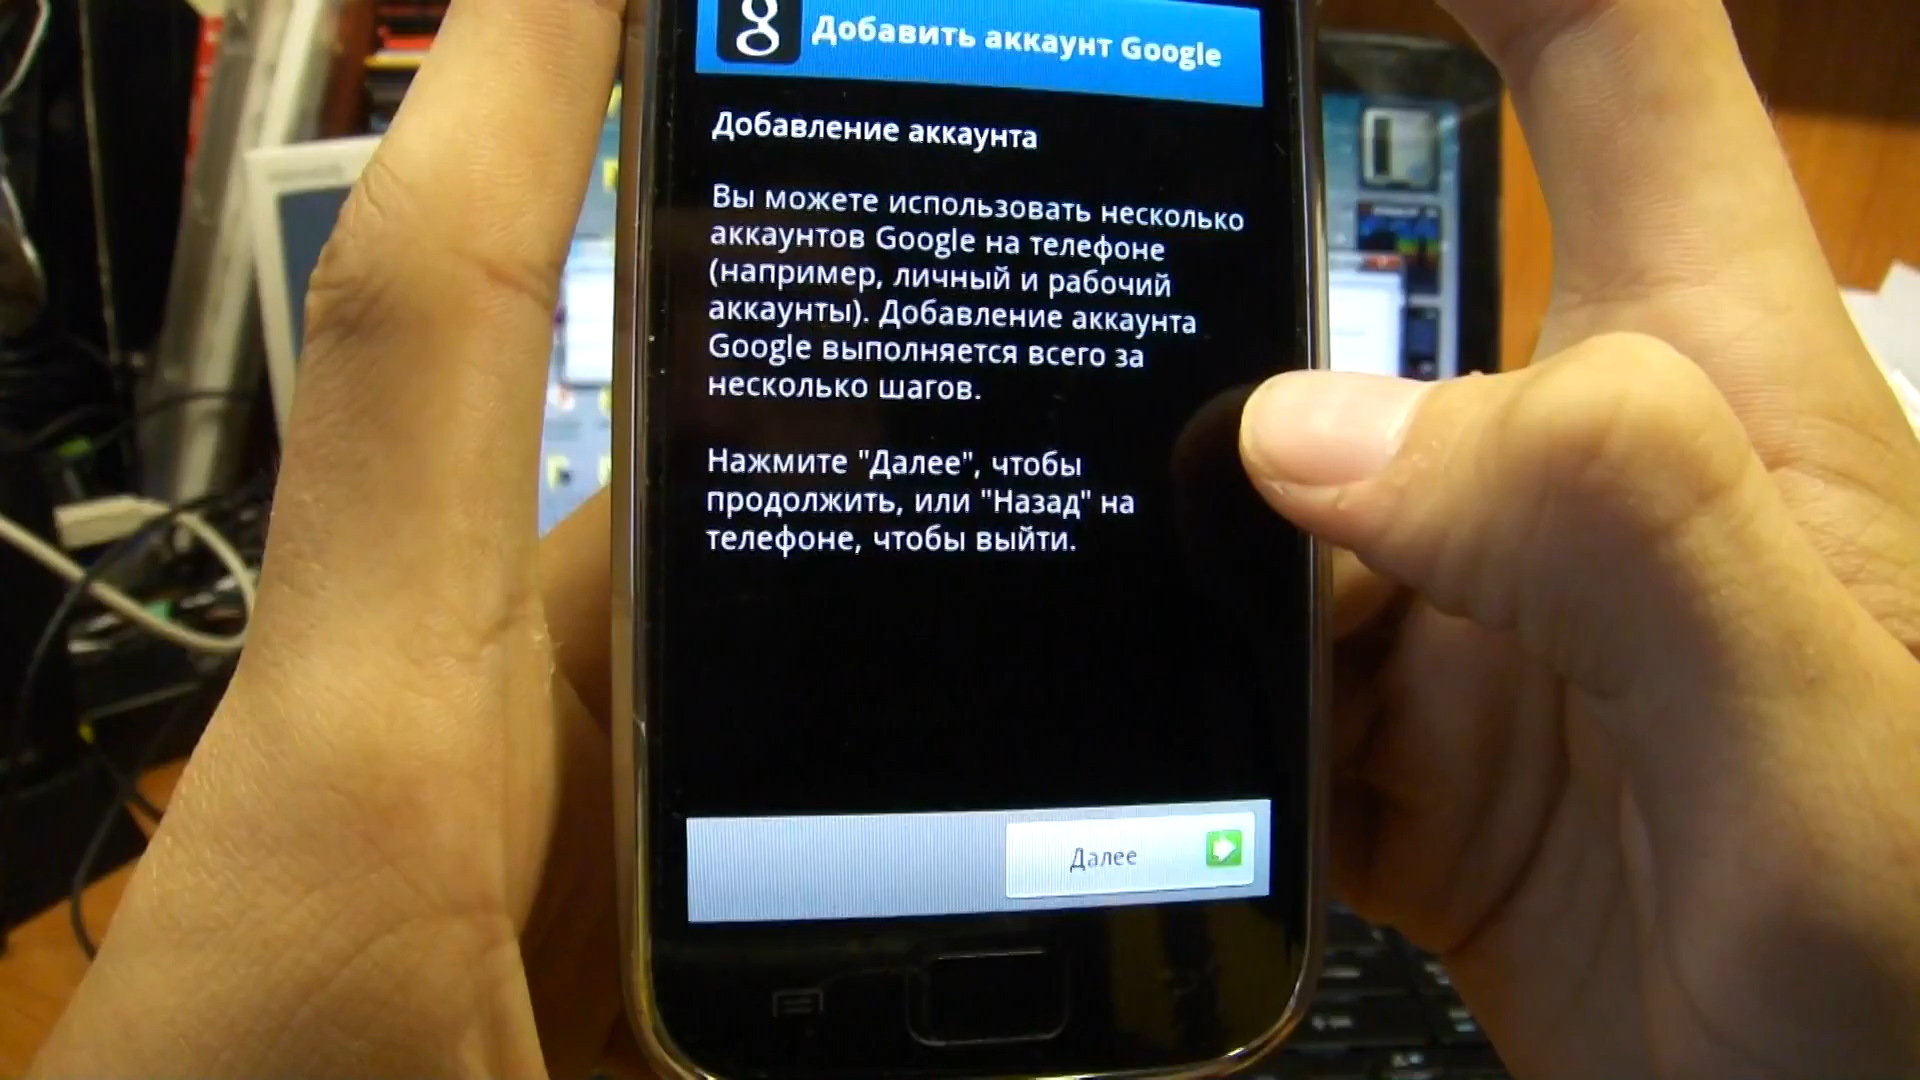 g Добавить аккаунт Google
Добавление аккаунта
Вы можете использовать несколько
аккаунтов Google на телефоне
(например, личный и рабочий
аккаунты). Добавление аккаунта
Google выполняется всего за
несколько шагов.
Нажмите "Далее", чтобы
продолжить, или "Назад" на
телефоне, чтобы выйти.
Далее